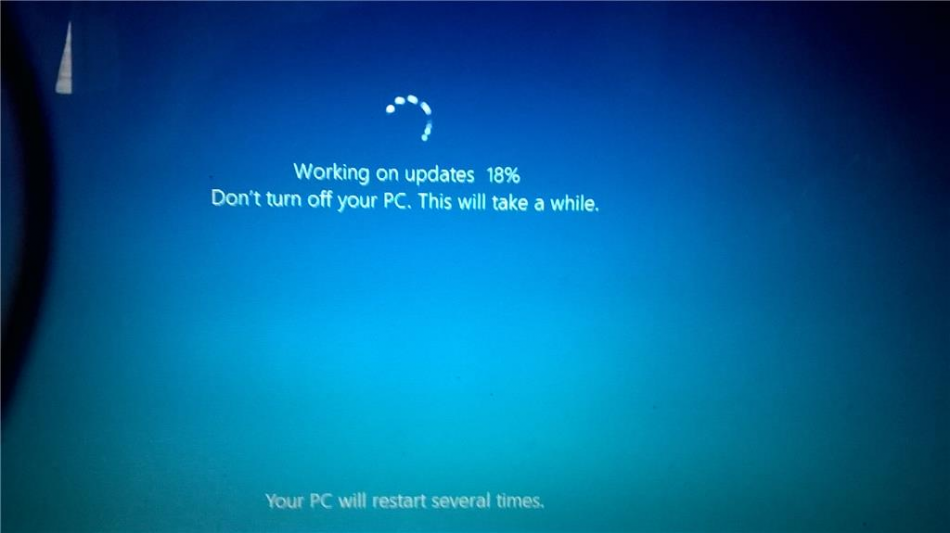 Working on updates 18%
Don't turn off your PC. This will take a while.
Your PC will restart several times.